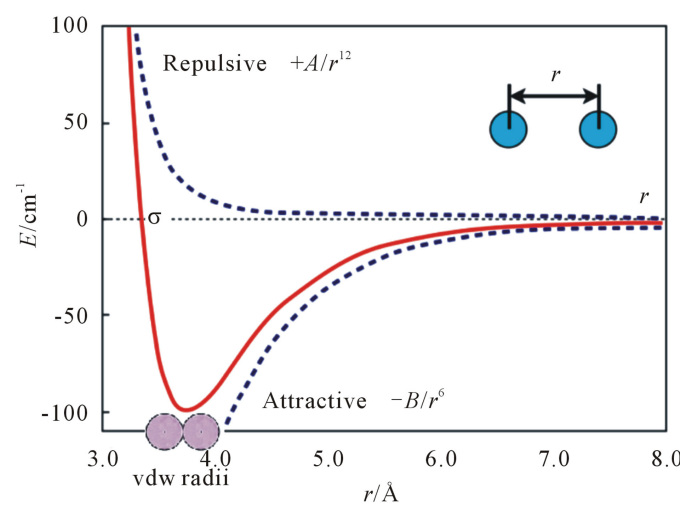 100
Repulsive +A/r¹²
r
50
E/cm⁻¹
r
0
σ
-50
Attractive −B/r⁶
-100
3.0 4.0 5.0 6.0 7.0 8.0
vdw radii
r/Å